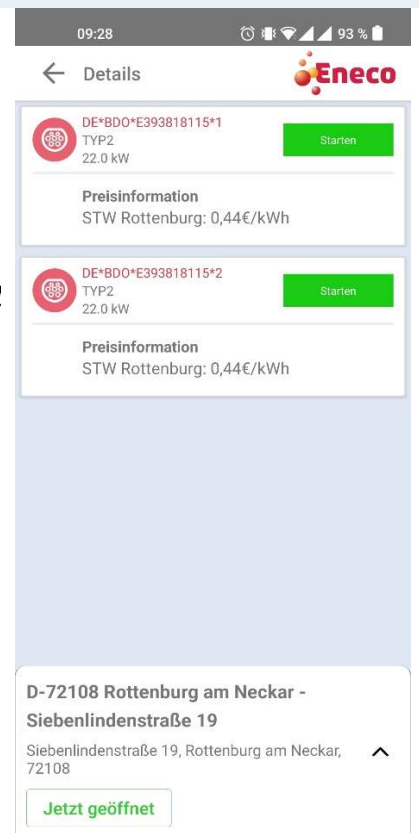 09:28
93 %
Details
Eneco
DE*BDO*E393818115*1
TYP2
22.0 kW
Starten
Preisinformation
STW Rottenburg: 0,44€/kWh
DE*BDO*E393818115*2
TYP2
22.0 kW
Starten
Preisinformation
STW Rottenburg: 0,44€/kWh
D-72108 Rottenburg am Neckar -
Siebenlindenstraße 19
Siebenlindenstraße 19, Rottenburg am Neckar,
72108
Jetzt geöffnet